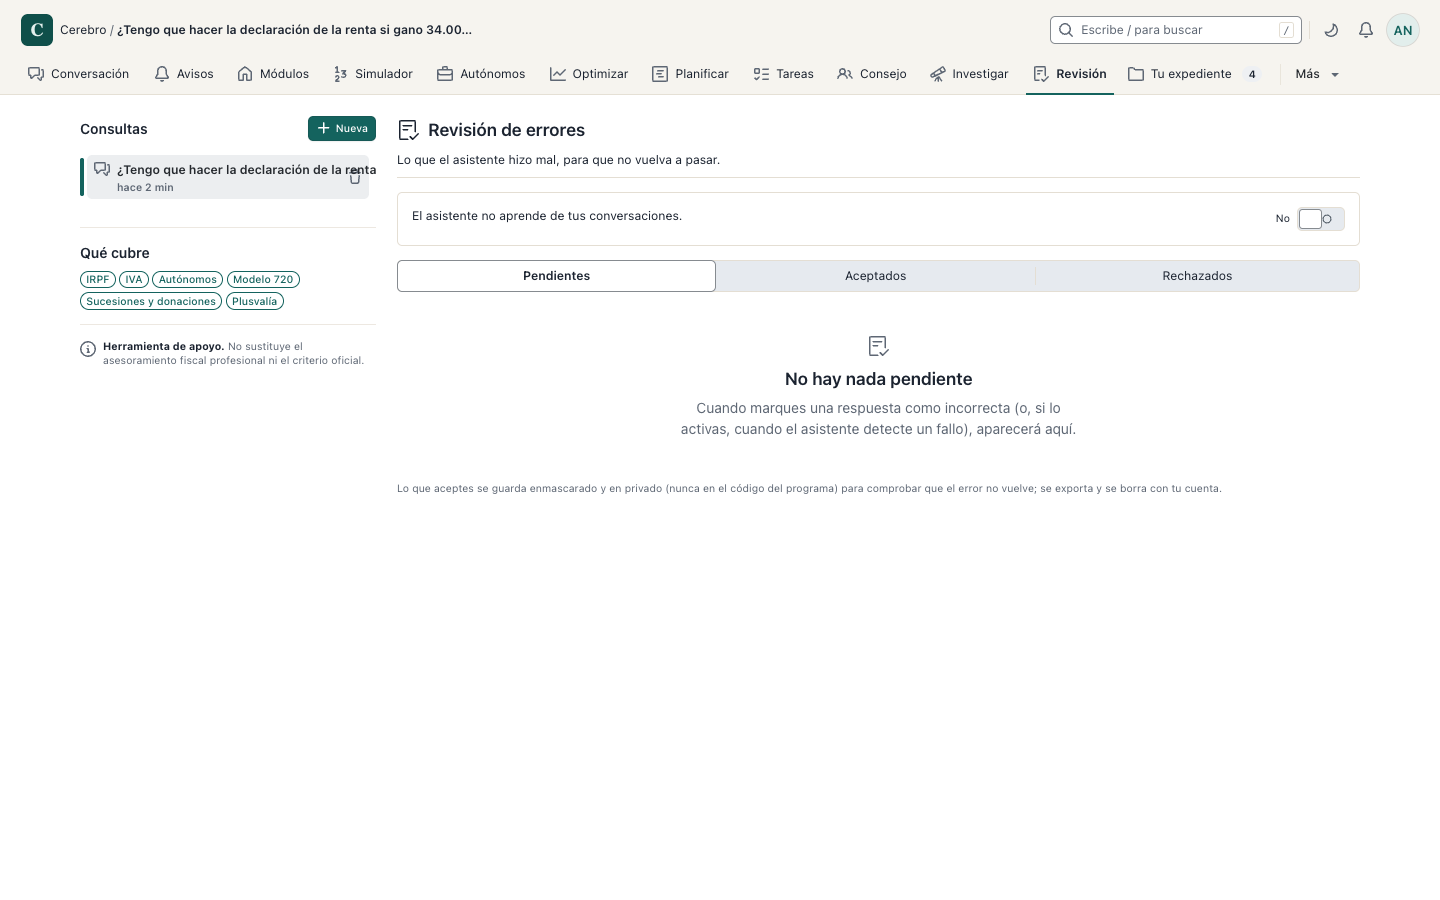 C
Cerebro / ¿Tengo que hacer la declaración de la renta si gano 34.00...
Escribe / para buscar
/
AN
Conversación
Avisos
Módulos
Simulador
Autónomos
Optimizar
Planificar
Tareas
Consejo
Investigar
Revisión
Tu expediente 4
Más
Consultas
Nueva
¿Tengo que hacer la declaración de la renta
hace 2 min
Qué cubre
IRPF
IVA
Autónomos
Modelo 720
Sucesiones y donaciones
Plusvalía
Herramienta de apoyo. No sustituye el
asesoramiento fiscal profesional ni el criterio oficial.
Revisión de errores
Lo que el asistente hizo mal, para que no vuelva a pasar.
El asistente no aprende de tus conversaciones.
No
Pendientes
Aceptados
Rechazados
No hay nada pendiente
Cuando marques una respuesta como incorrecta (o, si lo
activas, cuando el asistente detecte un fallo), aparecerá aquí.
Lo que aceptes se guarda enmascarado y en privado (nunca en el código del programa) para comprobar que el error no vuelve; se exporta y se borra con tu cuenta.